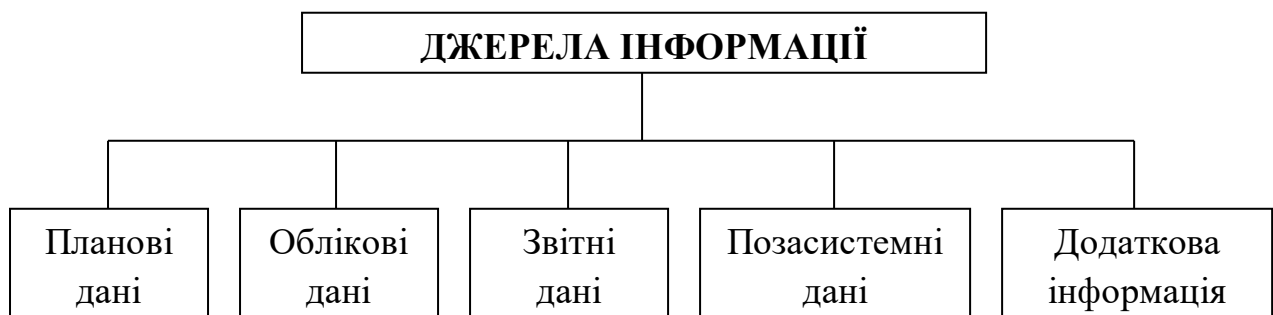 ДЖЕРЕЛА ІНФОРМАЦІЇ
Планові
дані
Облікові
дані
Звітні
дані
Позасистемні
дані
Додаткова
інформація